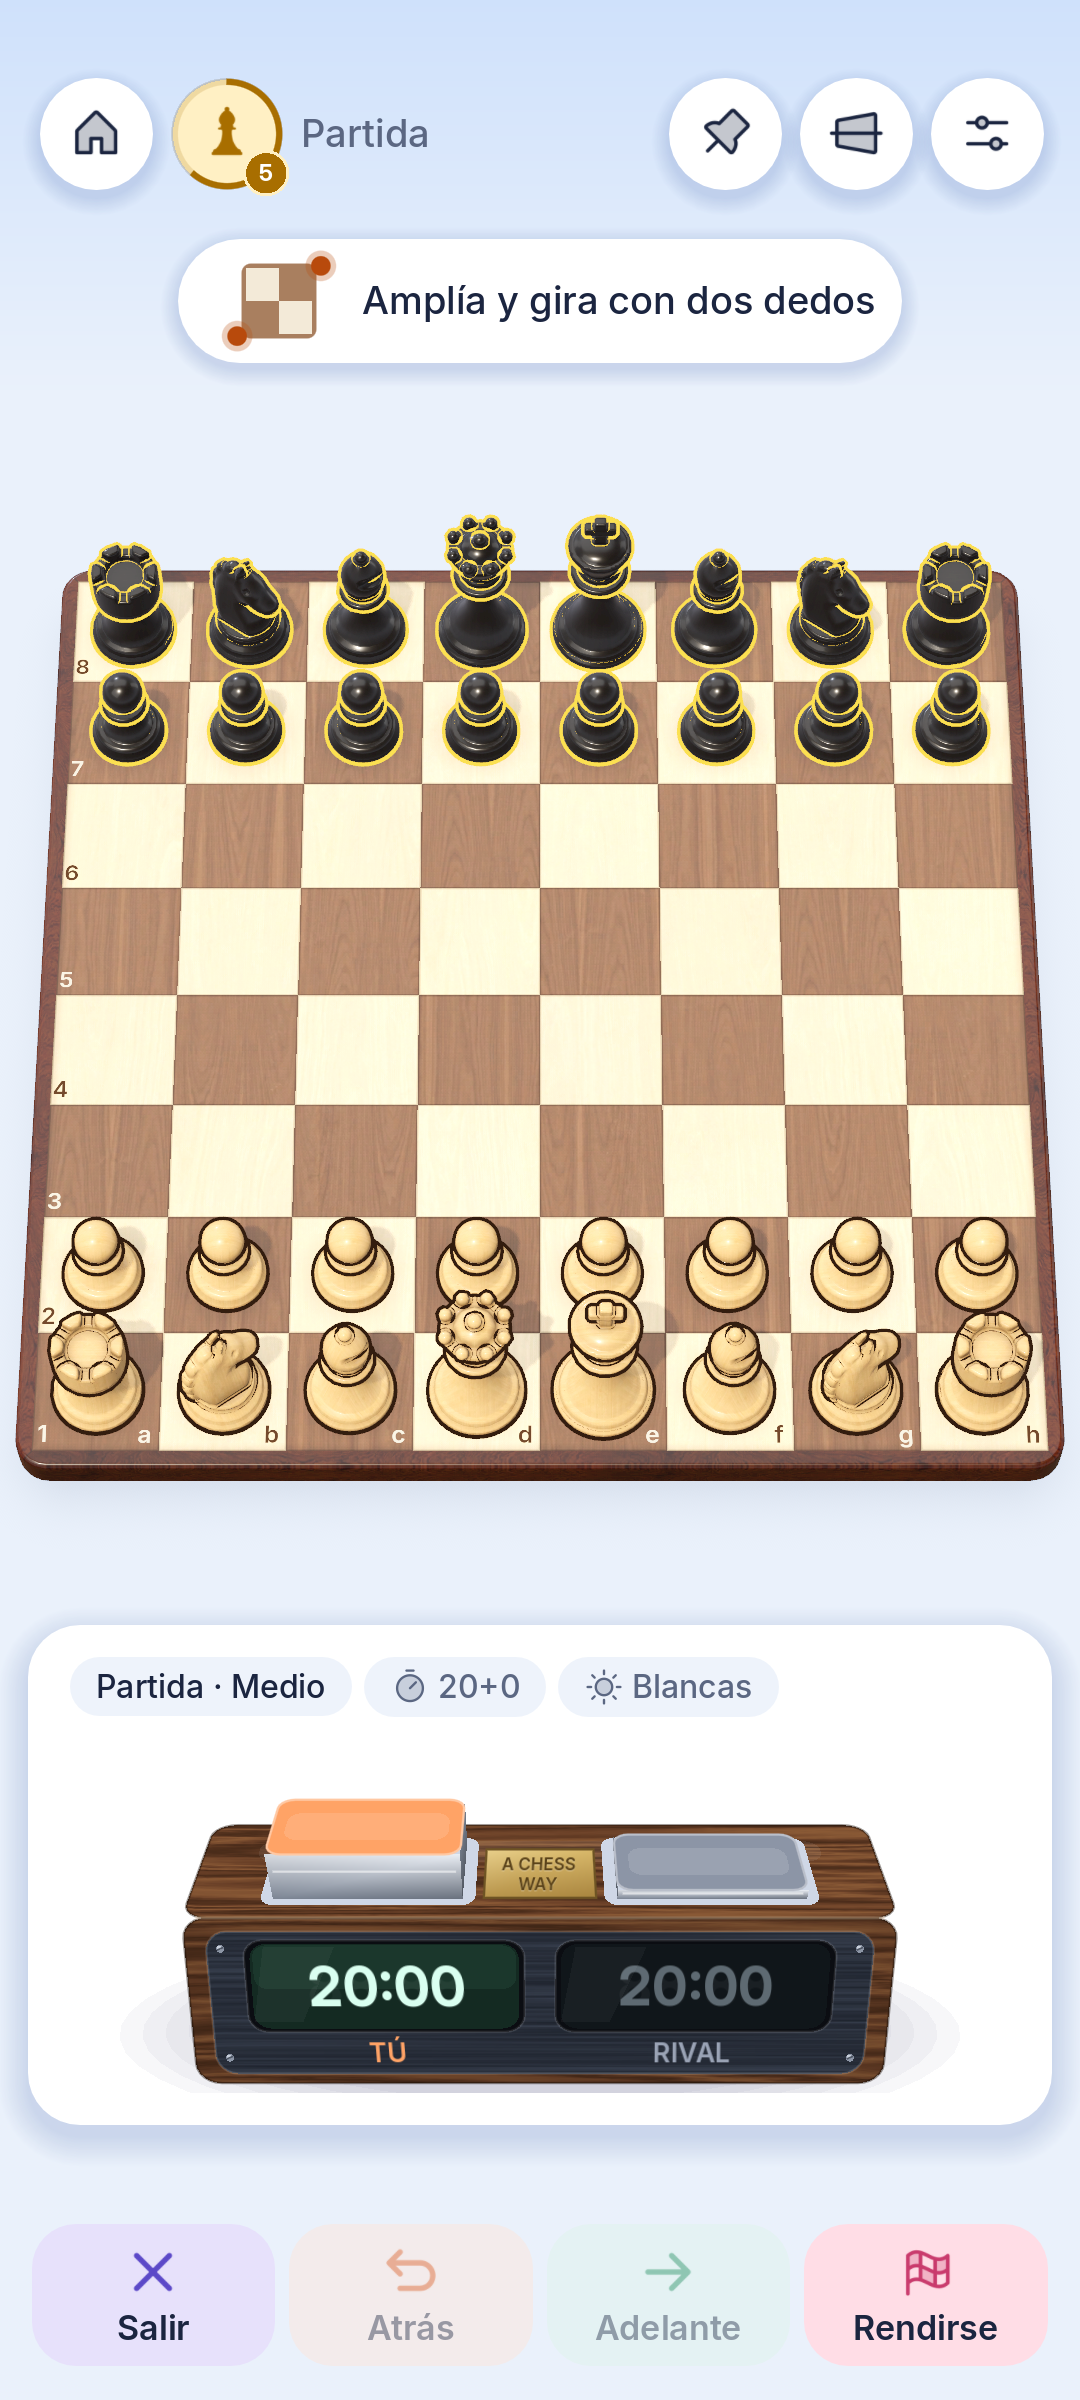 Partida
5
Amplía y gira con dos dedos
8
7
6
5
4
3
2
1 a b c d e f g h
Partida · Medio
20+0
Blancas
A CHESS
WAY
20:00
20:00
TÚ
RIVAL
Salir
Atrás
Adelante
Rendirse